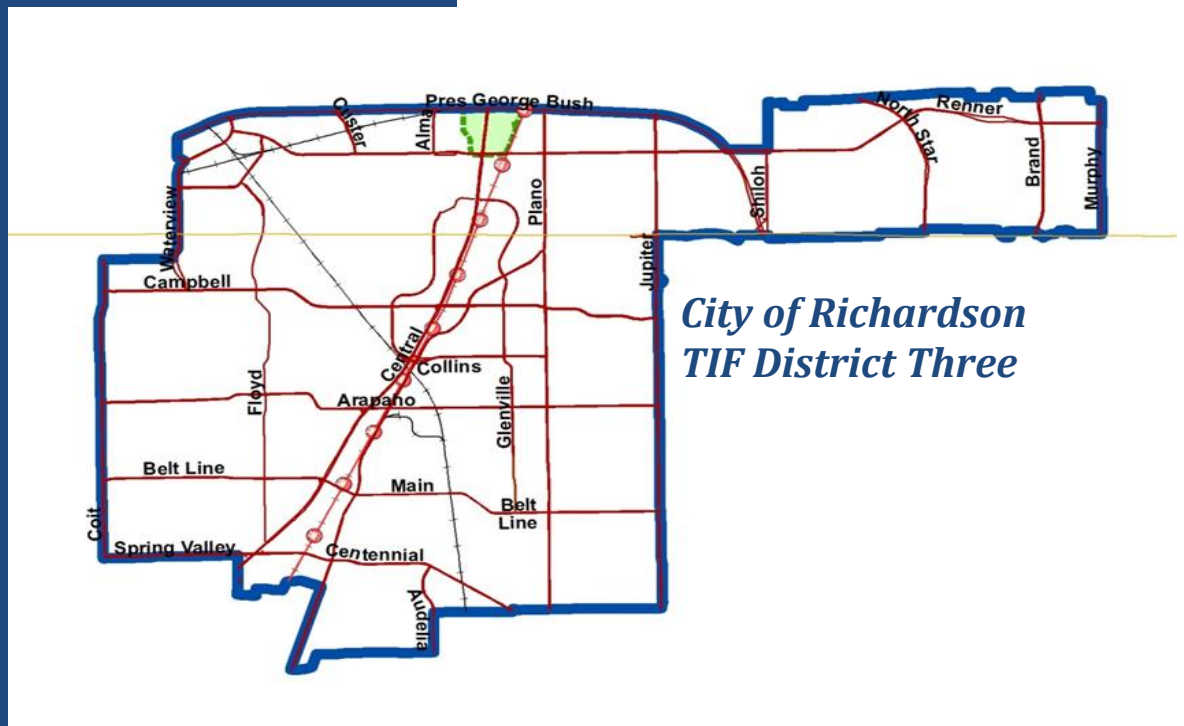 Pres George Bush
Custer
Alma
North Star
Renner
Waterview
Plano
Shiloh
Brand
Murphy
Jupiter
Campbell
City of Richardson
TIF District Three
Central
Collins
Floyd
Arapaho
Glenville
Belt Line
Main
Belt
Line
Coit
Spring Valley
Centennial
Audelia